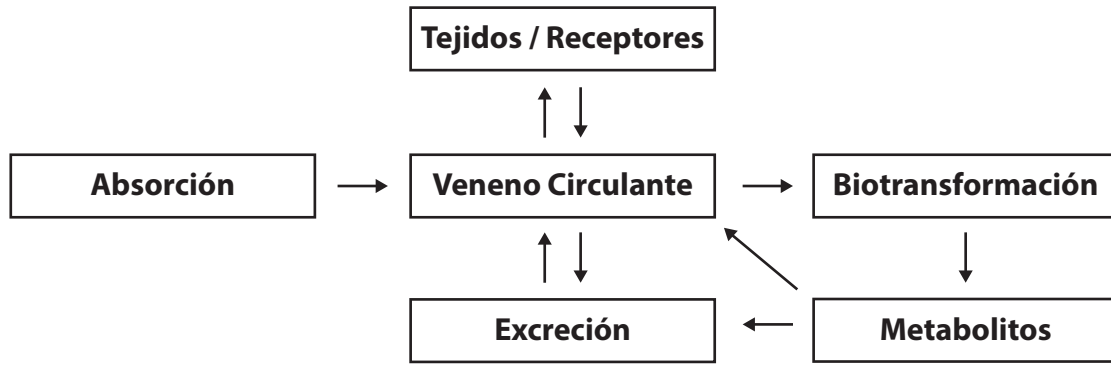 Tejidos / Receptores
Absorción
Veneno Circulante
Biotransformación
Excreción
Metabolitos